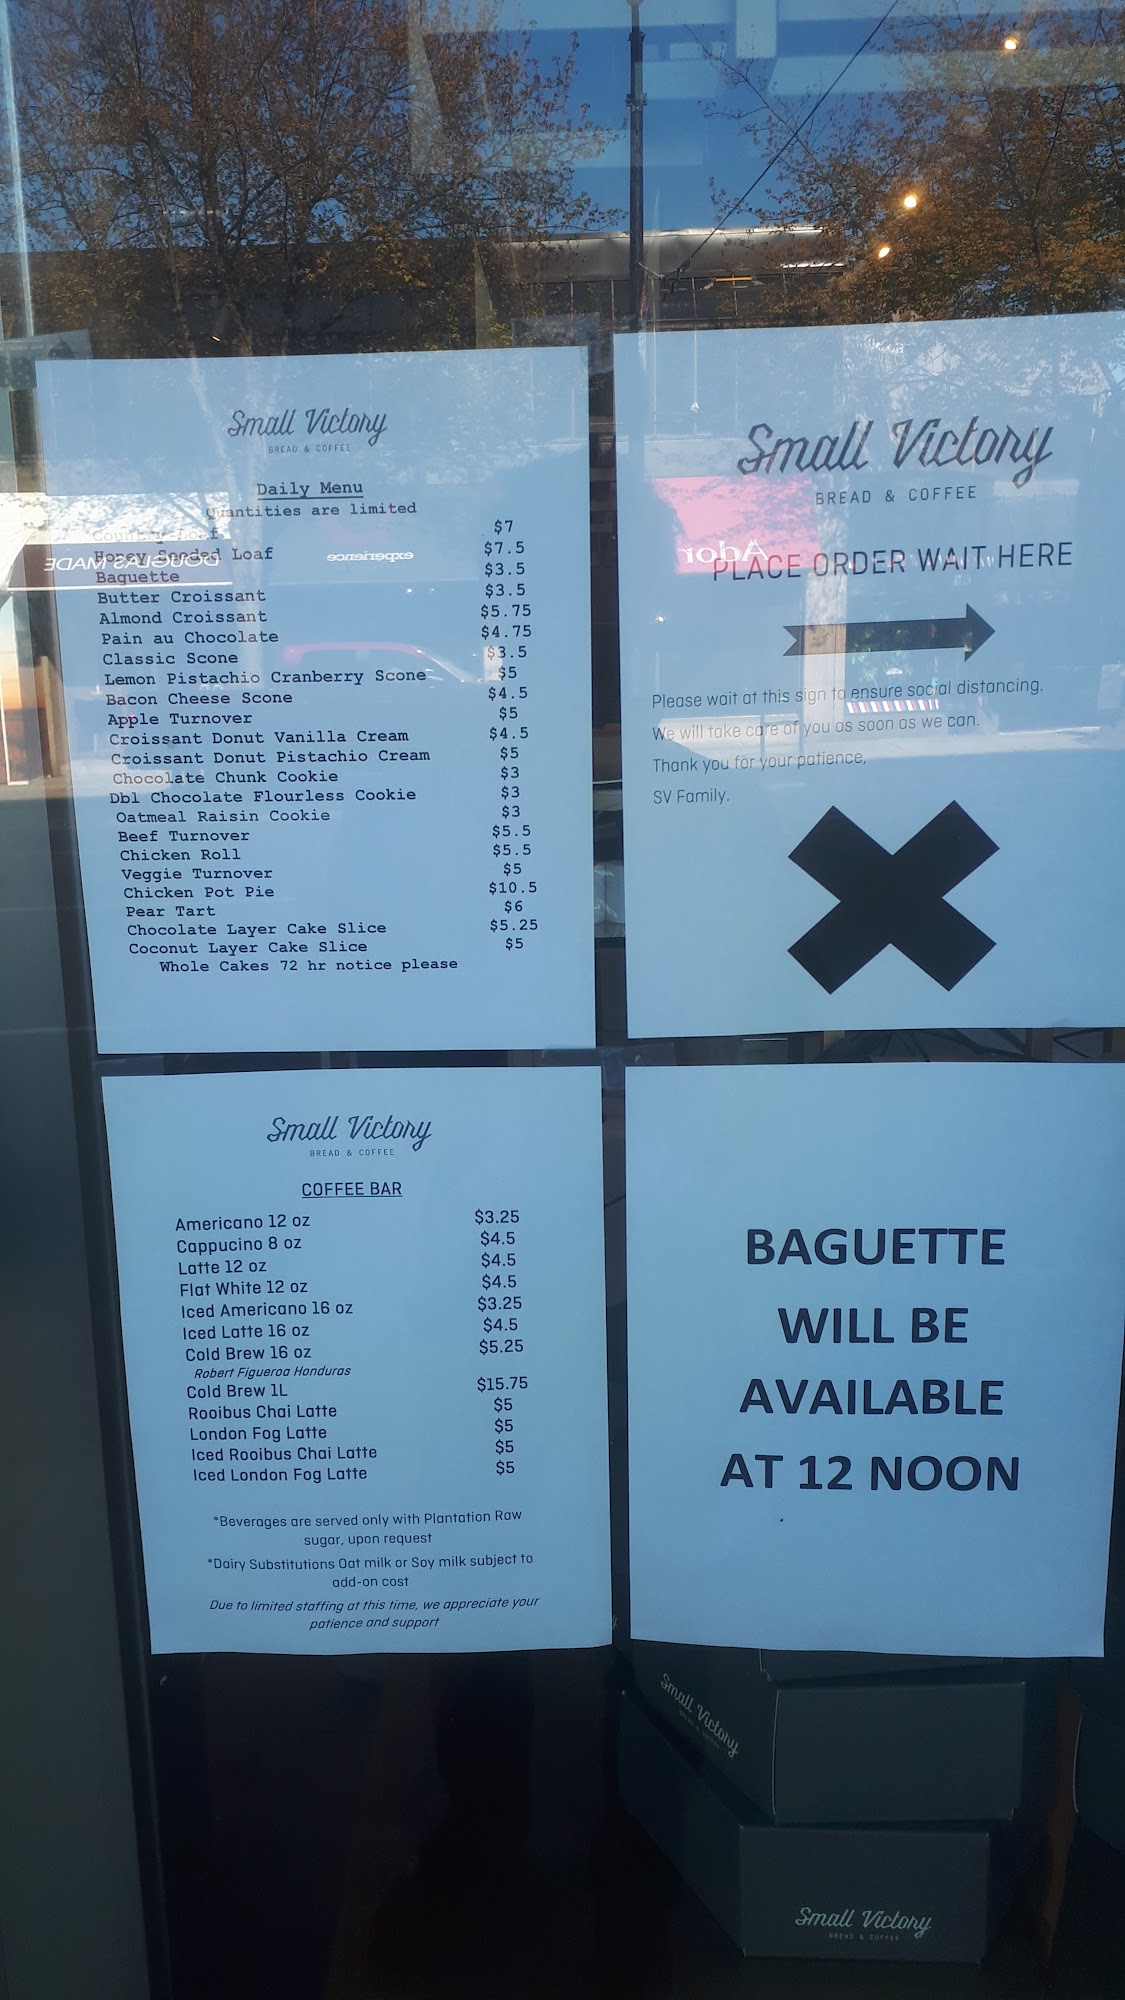 Small Victory
BREAD & COFFEE
Daily Menu
Quantities are limited
Country Loaf $7
Honey Seeded Loaf $7.5
Baguette $3.5
Butter Croissant $3.5
Almond Croissant $5.75
Pain au Chocolate $4.75
Classic Scone $3.5
Lemon Pistachio Cranberry Scone $5
Bacon Cheese Scone $4.5
Apple Turnover $5
Croissant Donut Vanilla Cream $4.5
Croissant Donut Pistachio Cream $5
Chocolate Chunk Cookie $3
Dbl Chocolate Flourless Cookie $3
Oatmeal Raisin Cookie $3
Beef Turnover $5.5
Chicken Roll $5.5
Veggie Turnover $5
Chicken Pot Pie $10.5
Pear Tart $6
Chocolate Layer Cake Slice $5.25
Coconut Layer Cake Slice $5
Whole Cakes 72 hr notice please
Small Victory
BREAD & COFFEE
PLACE ORDER WAIT HERE
Please wait at this sign to ensure social distancing.
We will take care of you as soon as we can.
Thank you for your patience,
SV Family.
Small Victory
BREAD & COFFEE
COFFEE BAR
Americano 12 oz $3.25
Cappucino 8 oz $4.5
Latte 12 oz $4.5
Flat White 12 oz $4.5
Iced Americano 16 oz $3.25
Iced Latte 16 oz $4.5
Cold Brew 16 oz $5.25
Robert Figueroa Honduras
Cold Brew 1L $15.75
Rooibus Chai Latte $5
London Fog Latte $5
Iced Rooibus Chai Latte $5
Iced London Fog Latte $5
*Beverages are served only with Plantation Raw
sugar, upon request
*Dairy Substitutions Oat milk or Soy milk subject to
add-on cost
Due to limited staffing at this time, we appreciate your
patience and support
BAGUETTE
WILL BE
AVAILABLE
AT 12 NOON
Small Victory
BREAD & COFFEE
Small Victory
BREAD & COFFEE
DOUGLAS MADE
experience
Ador